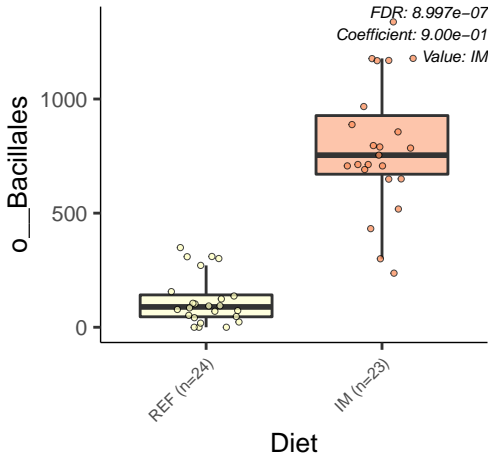 FDR: 8.997e−07
Coefficient: 9.00e−01
Value: IM
1000
500
0
o__Bacillales
REF (n=24)
IM (n=23)
Diet